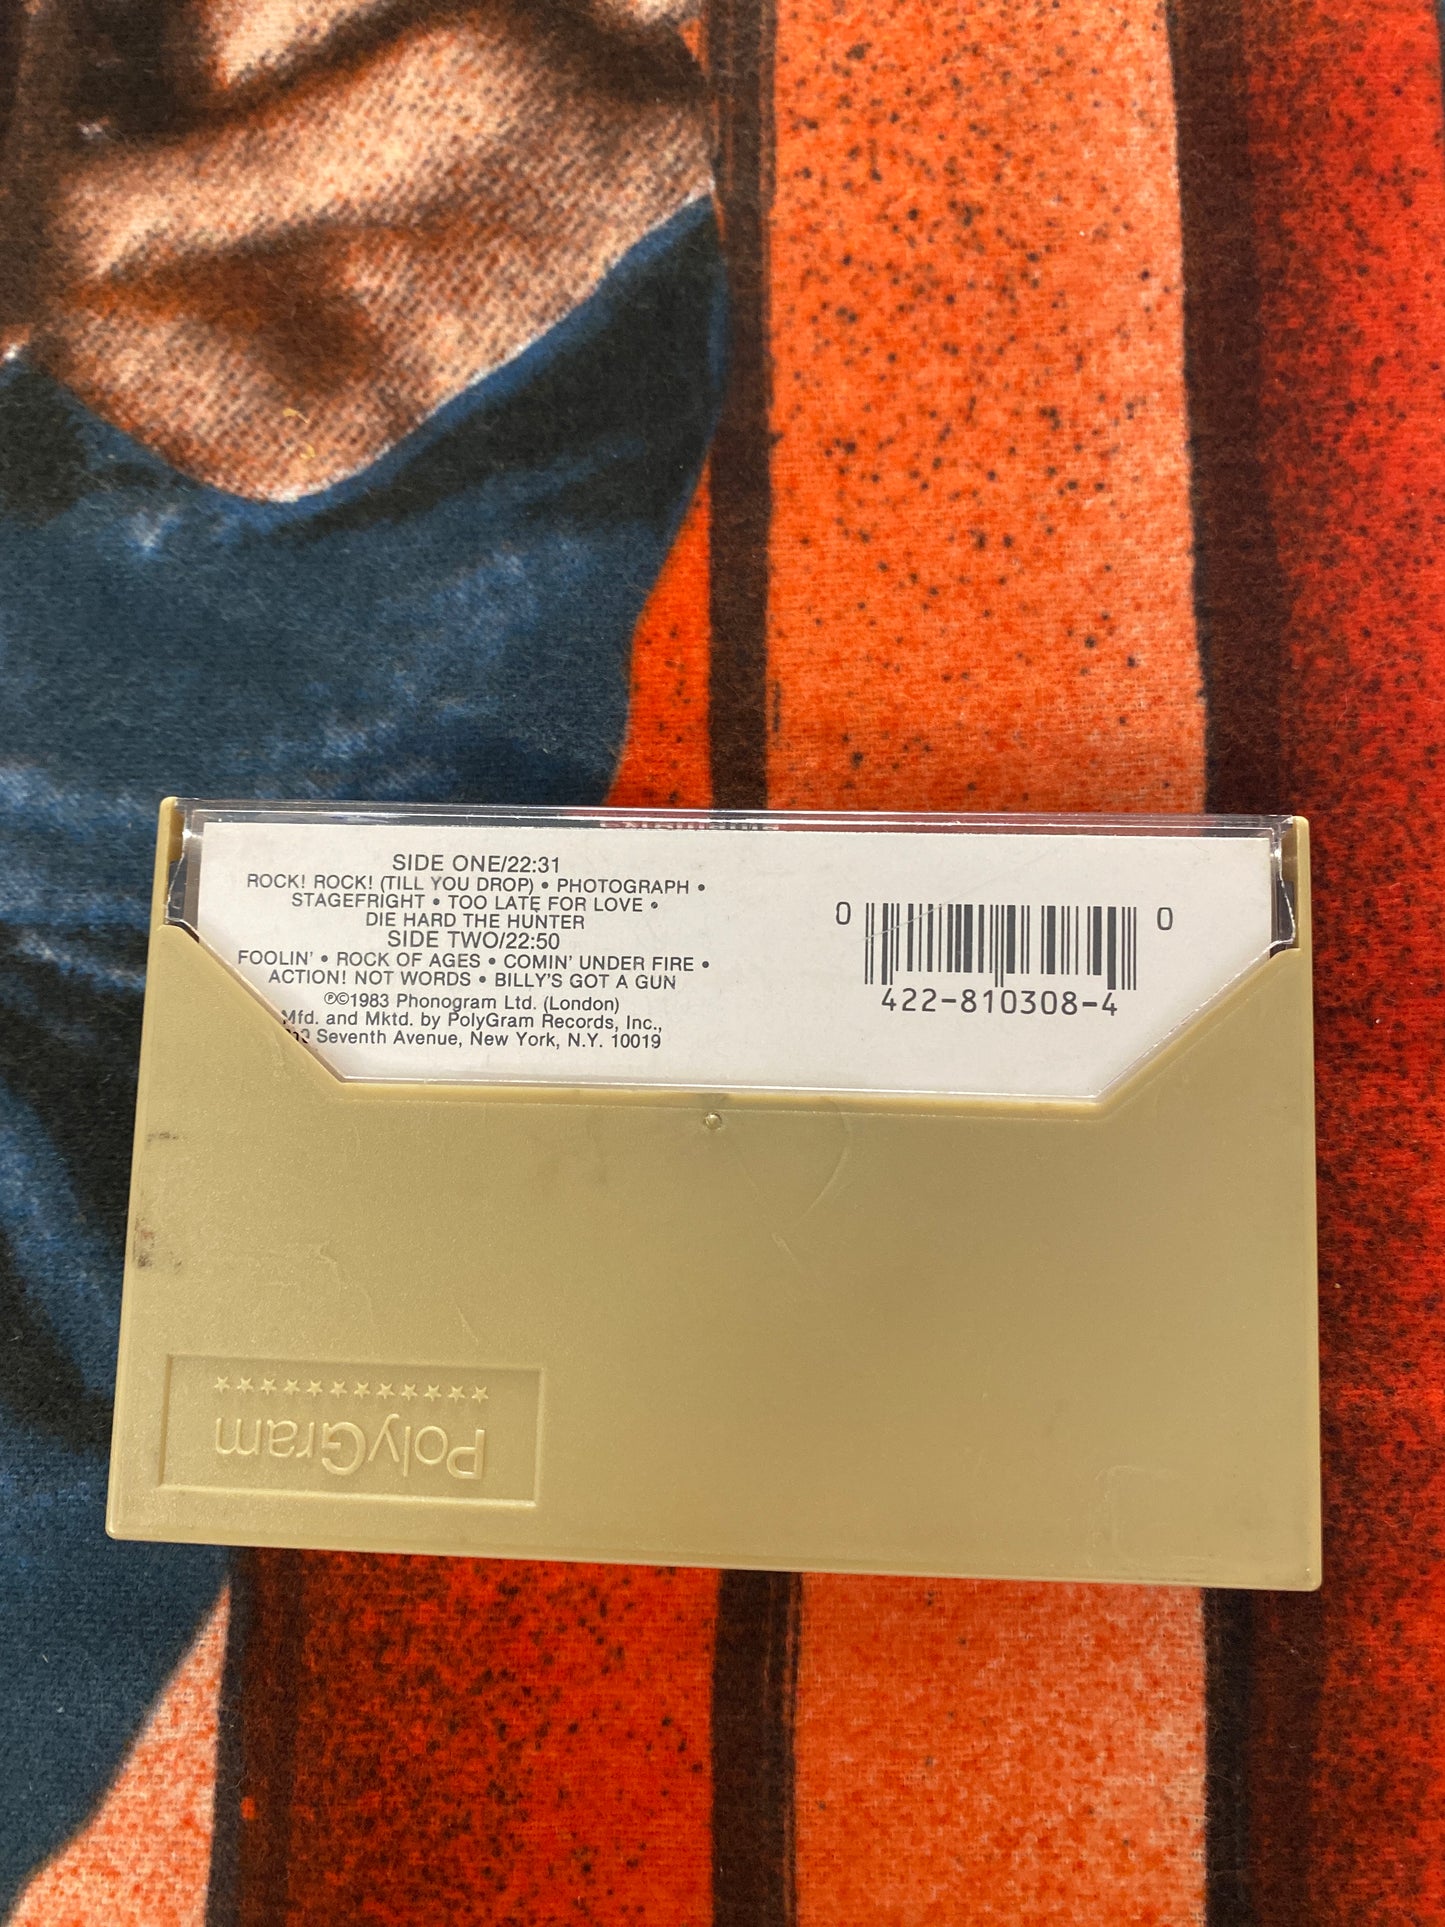 SIDE ONE/22:31
ROCK! ROCK! (TILL YOU DROP) • PHOTOGRAPH •
STAGEFRIGHT • TOO LATE FOR LOVE •
DIE HARD THE HUNTER
SIDE TWO/22:50
FOOLIN' • ROCK OF AGES • COMIN' UNDER FIRE •
ACTION! NOT WORDS • BILLY'S GOT A GUN
℗©1983 Phonogram Ltd. (London)
Mfd. and Mktd. by PolyGram Records, Inc.,
Seventh Avenue, New York, N.Y. 10019
0 0
422-810308-4
PolyGram